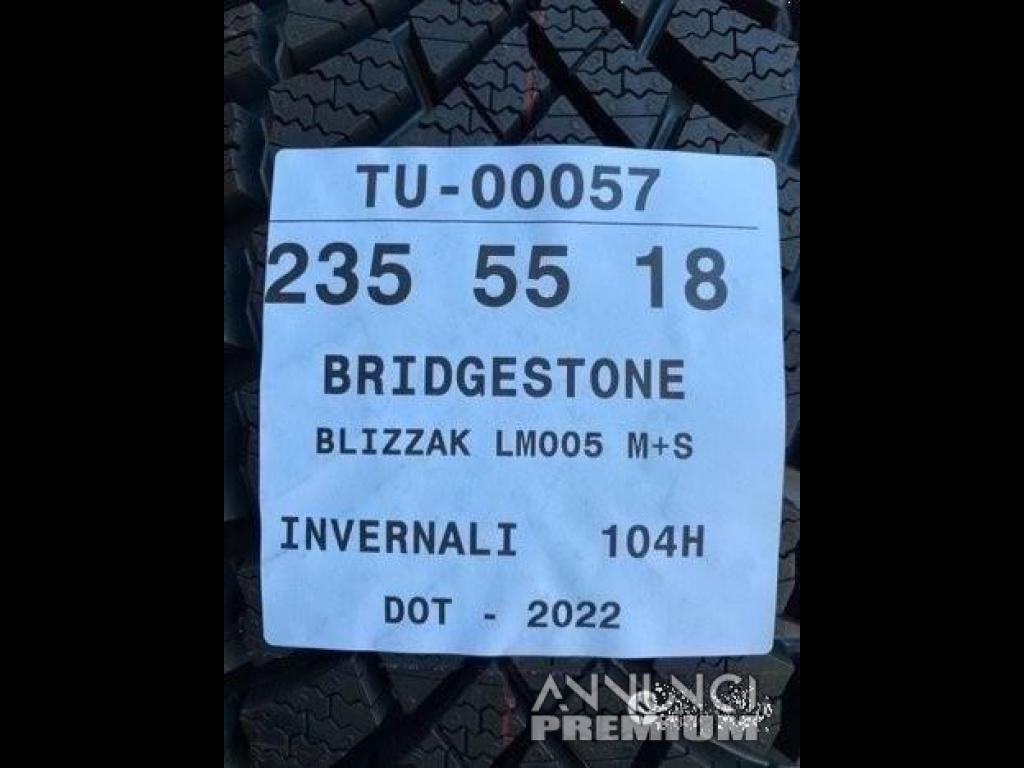 TU-00057
235 55 18
BRIDGESTONE
BLIZZAK LM005 M+S
INVERNALI 104H
DOT - 2022
ANNUNCI
PREMIUM